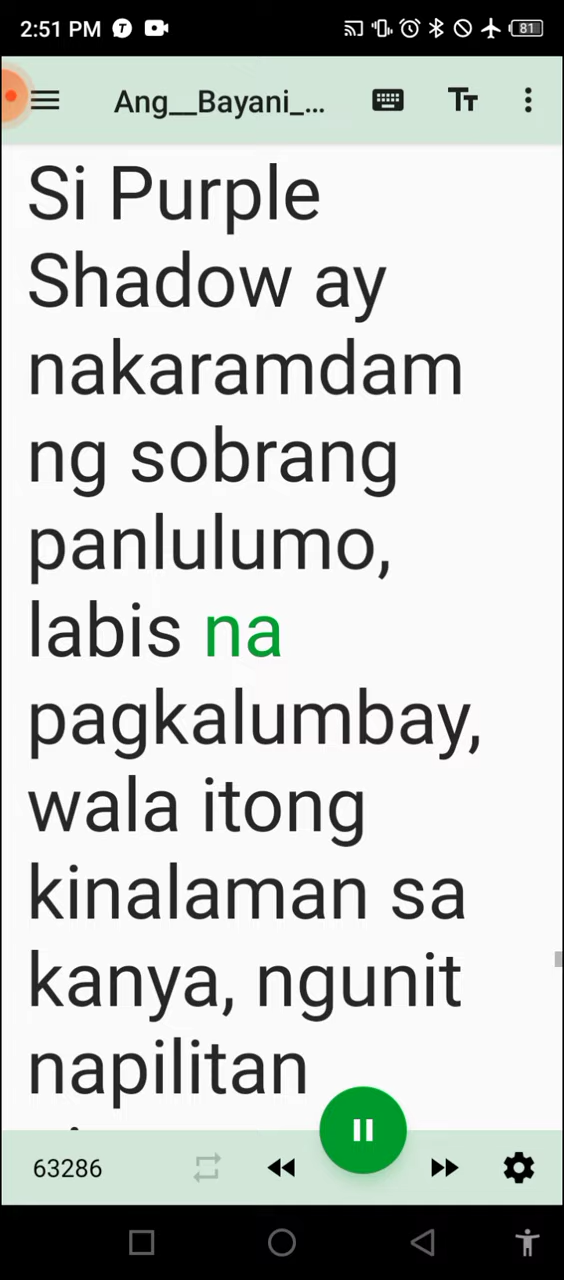 2:51 PM
81
Ang__Bayani_...
Si Purple
Shadow ay
nakaramdam
ng sobrang
panlulumo,
labis na
pagkalumbay,
wala itong
kinalaman sa
kanya, ngunit
napilitan
63286